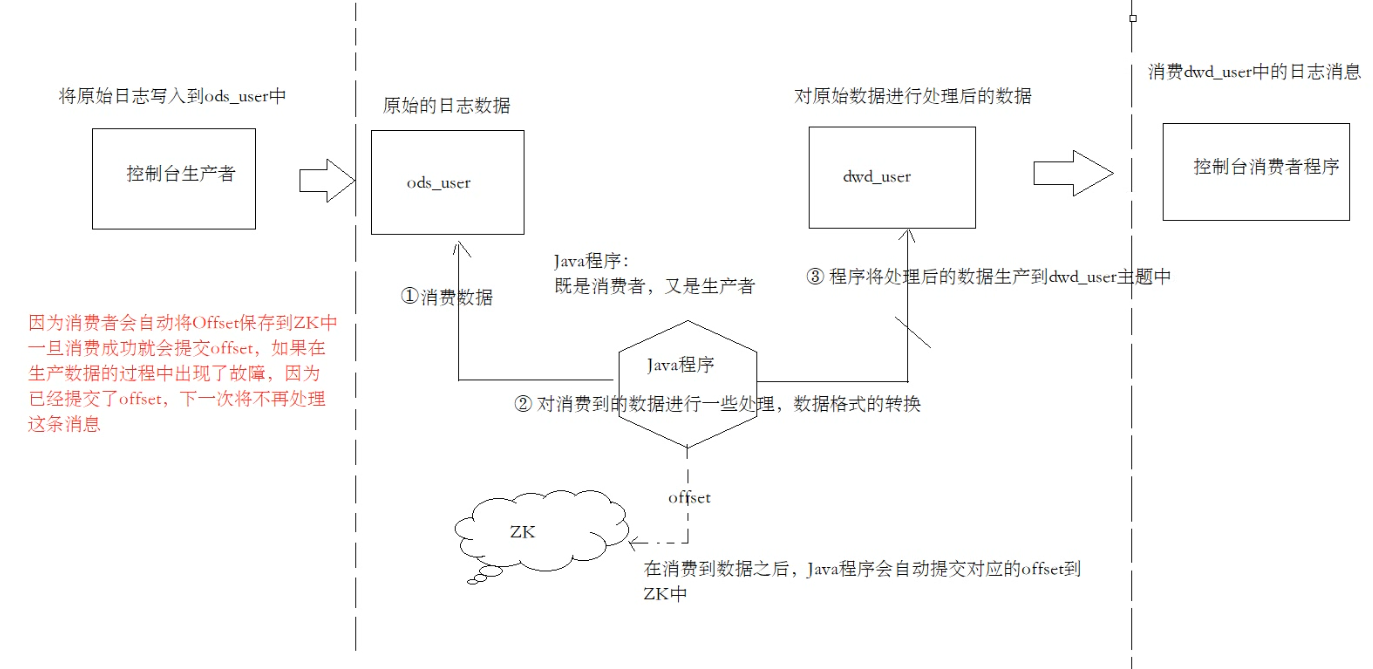 将原始日志写入到ods_user中
控制台生产者
原始的日志数据
ods_user
对原始数据进行处理后的数据
dwd_user
消费dwd_user中的日志消息
控制台消费者程序
Java程序：
既是消费者，又是生产者
①消费数据
③ 程序将处理后的数据生产到dwd_user主题中
因为消费者会自动将Offset保存到ZK中
一旦消费成功就会提交offset，如果在
生产数据的过程中出现了故障，因为
已经提交了offset，下一次将不再处理
这条消息
Java程序
② 对消费到的数据进行一些处理，数据格式的转换
offset
ZK
在消费到数据之后，Java程序会自动提交对应的offset到
ZK中